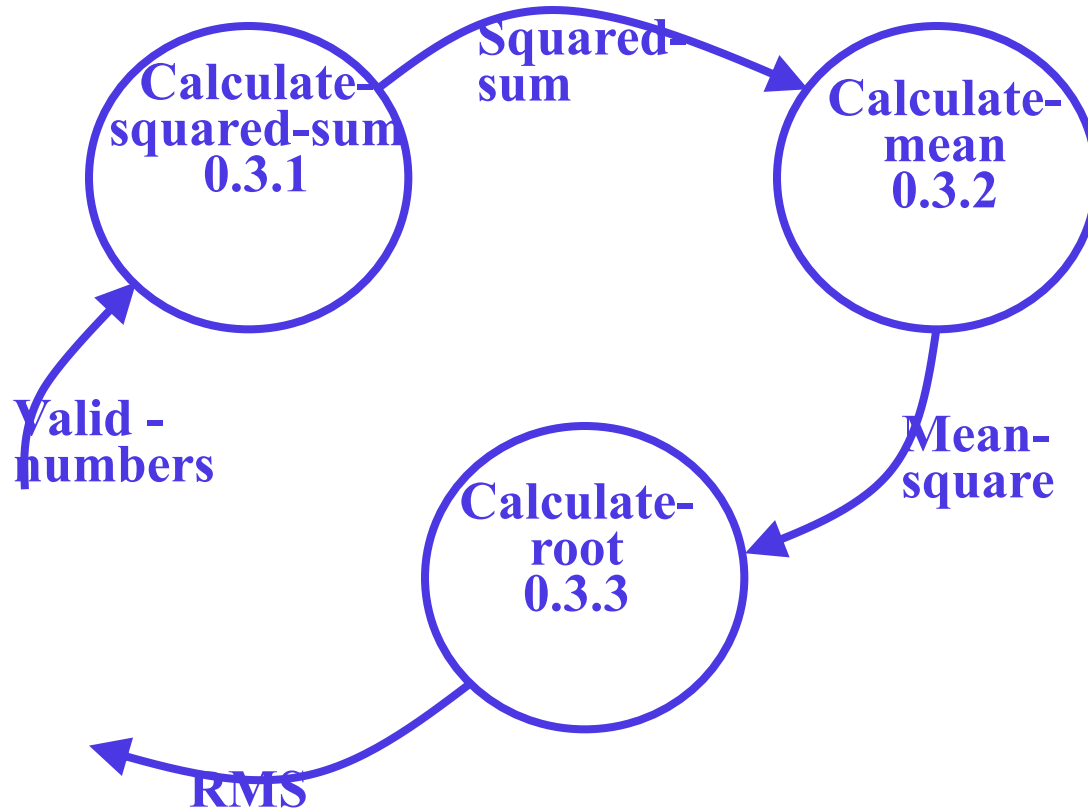 Calculate-
squared-sum
0.3.1
Squared-
sum
Calculate-
mean
0.3.2
Valid -
numbers
Mean-
square
Calculate-
root
0.3.3
RMS